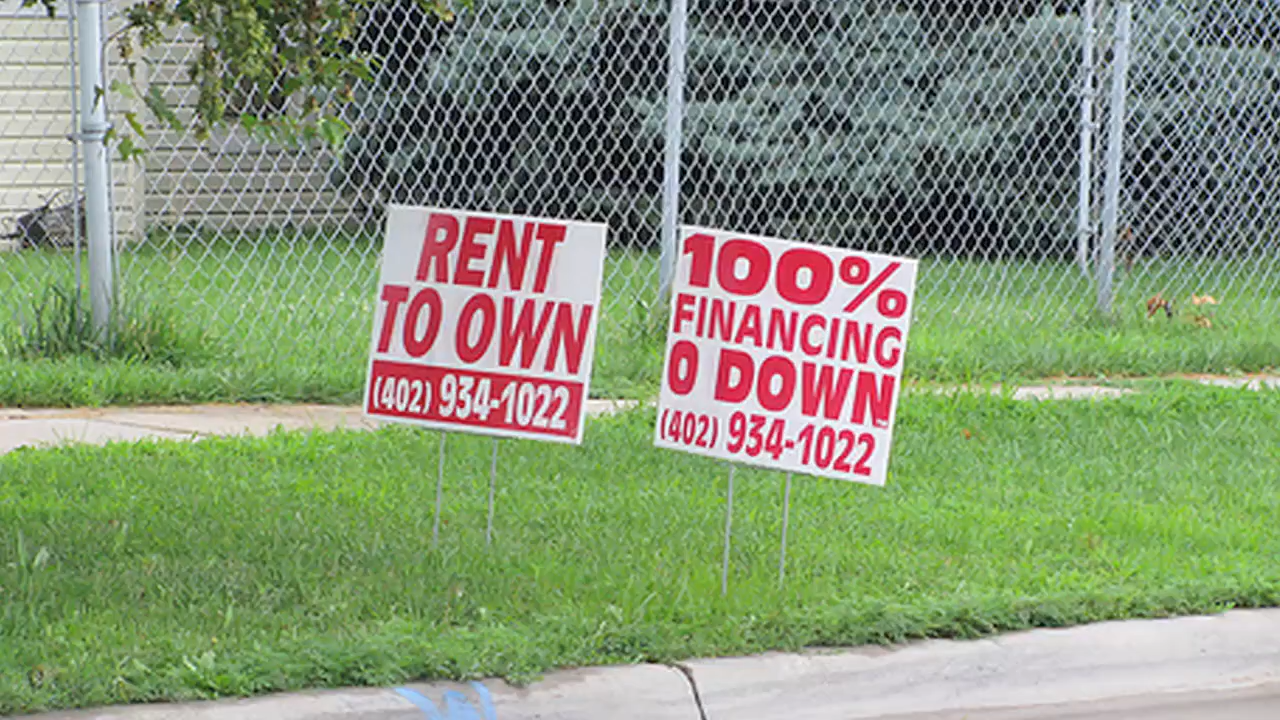 RENT
TO OWN
(402) 934-1022
100%
FINANCING
0 DOWN
(402) 934-1022